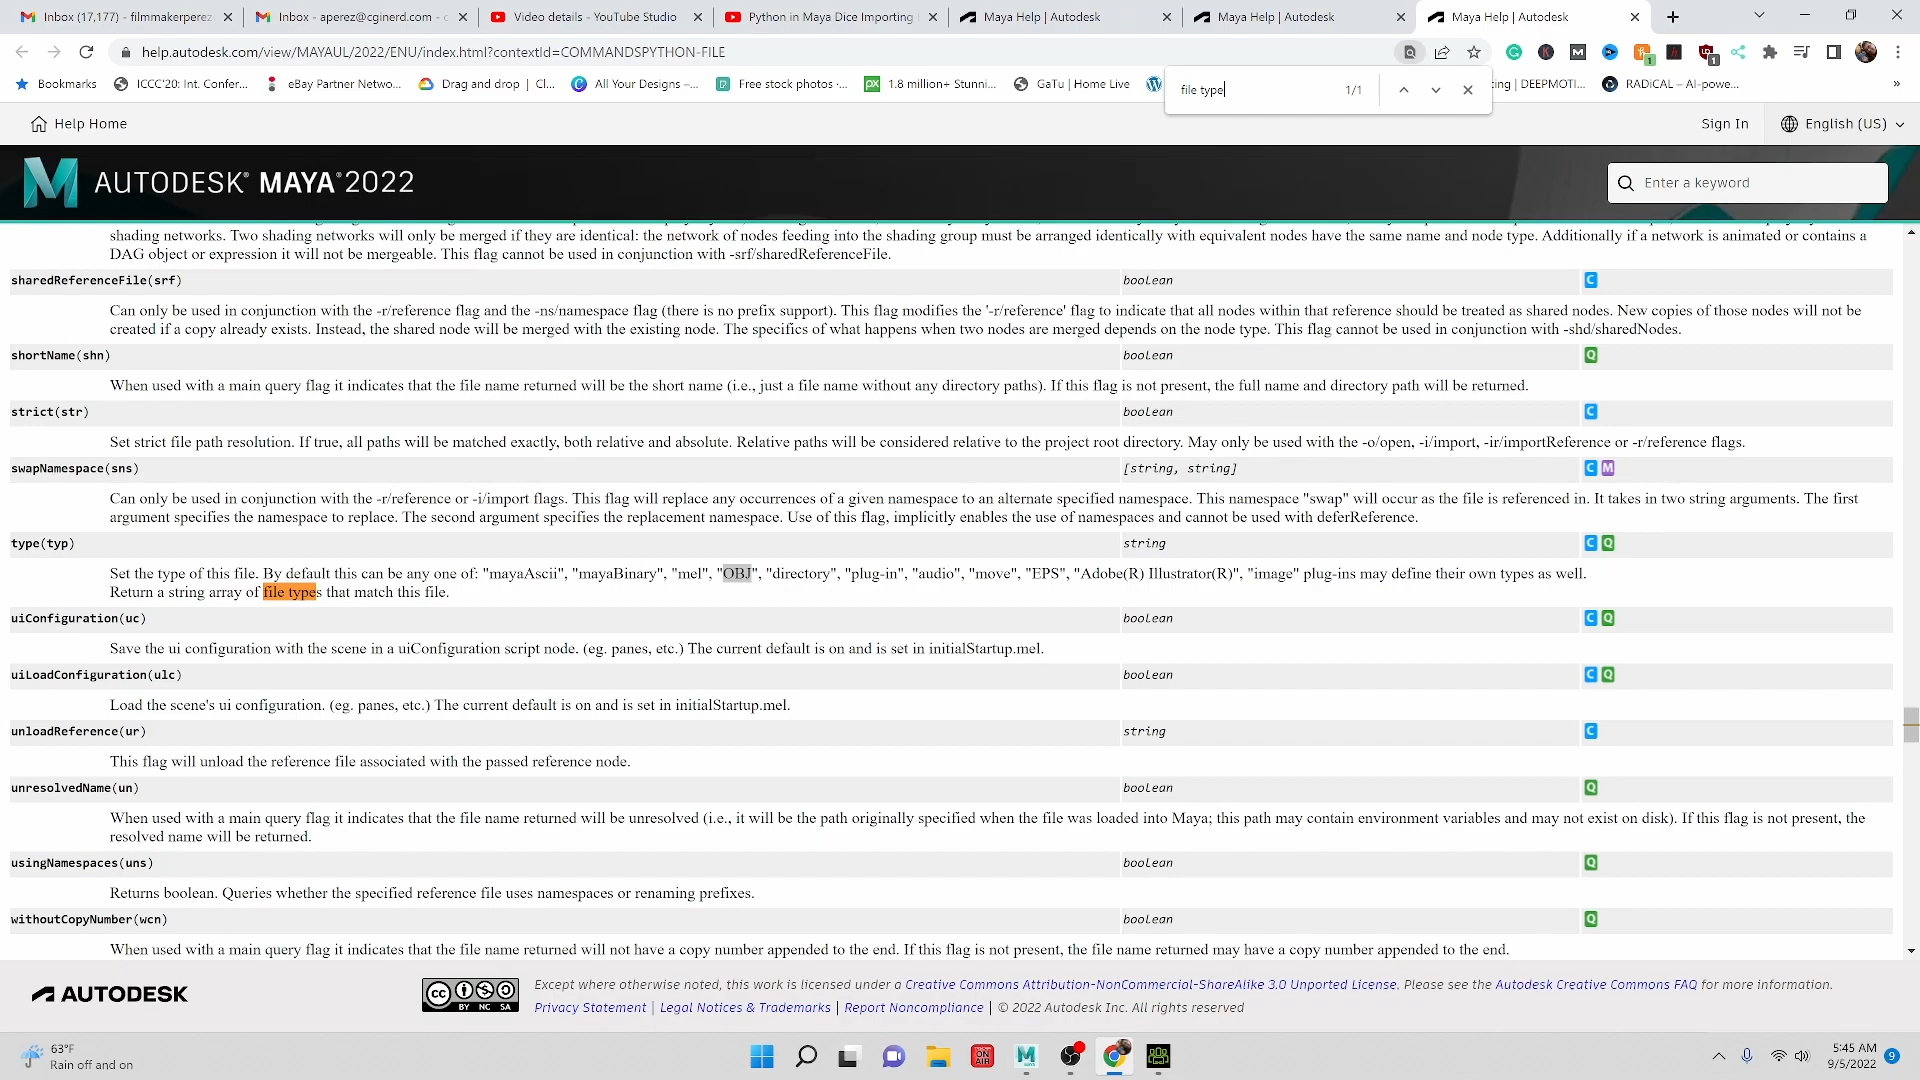 Inbox (17,177) - filmmakerperez
Inbox - aperez@cginerd.com - c
Video details - YouTube Studio
Python in Maya Dice Importing
Maya Help | Autodesk
Maya Help | Autodesk
Maya Help | Autodesk
help.autodesk.com/view/MAYAUL/2022/ENU/index.html?contextId=COMMANDSPYTHON-FILE
Bookmarks
ICCC'20: Int. Confer...
eBay Partner Netwo...
Drag and drop | Cl...
All Your Designs –...
Free stock photos ·...
1.8 million+ Stunni...
GaTu | Home Live
cing | DEEPMOTI...
RADiCAL – AI-powe...
file type
1/1
Help Home
Sign In
English (US)
AUTODESK® MAYA® 2022
Enter a keyword
shading networks. Two shading networks will only be merged if they are identical: the network of nodes feeding into the shading group must be arranged identically with equivalent nodes have the same name and node type. Additionally if a network is animated or contains a
DAG object or expression it will not be mergeable. This flag cannot be used in conjunction with -srf/sharedReferenceFile.
sharedReferenceFile(srf) boolean C
Can only be used in conjunction with the -r/reference flag and the -ns/namespace flag (there is no prefix support). This flag modifies the '-r/reference' flag to indicate that all nodes within that reference should be treated as shared nodes. New copies of those nodes will not be
created if a copy already exists. Instead, the shared node will be merged with the existing node. The specifics of what happens when two nodes are merged depends on the node type. This flag cannot be used in conjunction with -shd/sharedNodes.
shortName(shn) boolean Q
When used with a main query flag it indicates that the file name returned will be the short name (i.e., just a file name without any directory paths). If this flag is not present, the full name and directory path will be returned.
strict(str) boolean C
Set strict file path resolution. If true, all paths will be matched exactly, both relative and absolute. Relative paths will be considered relative to the project root directory. May only be used with the -o/open, -i/import, -ir/importReference or -r/reference flags.
swapNamespace(sns) [string, string] C M
Can only be used in conjunction with the -r/reference or -i/import flags. This flag will replace any occurrences of a given namespace to an alternate specified namespace. This namespace "swap" will occur as the file is referenced in. It takes in two string arguments. The first
argument specifies the namespace to replace. The second argument specifies the replacement namespace. Use of this flag, implicitly enables the use of namespaces and cannot be used with deferReference.
type(typ) string C Q
Set the type of this file. By default this can be any one of: "mayaAscii", "mayaBinary", "mel", "OBJ", "directory", "plug-in", "audio", "move", "EPS", "Adobe(R) Illustrator(R)", "image" plug-ins may define their own types as well.
Return a string array of file types that match this file.
uiConfiguration(uc) boolean C Q
Save the ui configuration with the scene in a uiConfiguration script node. (eg. panes, etc.) The current default is on and is set in initialStartup.mel.
uiLoadConfiguration(ulc) boolean C Q
Load the scene's ui configuration. (eg. panes, etc.) The current default is on and is set in initialStartup.mel.
unloadReference(ur) string C
This flag will unload the reference file associated with the passed reference node.
unresolvedName(un) boolean Q
When used with a main query flag it indicates that the file name returned will be unresolved (i.e., it will be the path originally specified when the file was loaded into Maya; this path may contain environment variables and may not exist on disk). If this flag is not present, the
resolved name will be returned.
usingNamespaces(uns) boolean Q
Returns boolean. Queries whether the specified reference file uses namespaces or renaming prefixes.
withoutCopyNumber(wcn) boolean Q
When used with a main query flag it indicates that the file name returned will not have a copy number appended to the end. If this flag is not present, the file name returned may have a copy number appended to the end.
AUTODESK
CC BY NC SA
Except where otherwise noted, this work is licensed under a Creative Commons Attribution-NonCommercial-ShareAlike 3.0 Unported License. Please see the Autodesk Creative Commons FAQ for more information.
Privacy Statement | Legal Notices & Trademarks | Report Noncompliance | © 2022 Autodesk Inc. All rights reserved
63°F
Rain off and on
ON AIR
5:45 AM
9/5/2022
9